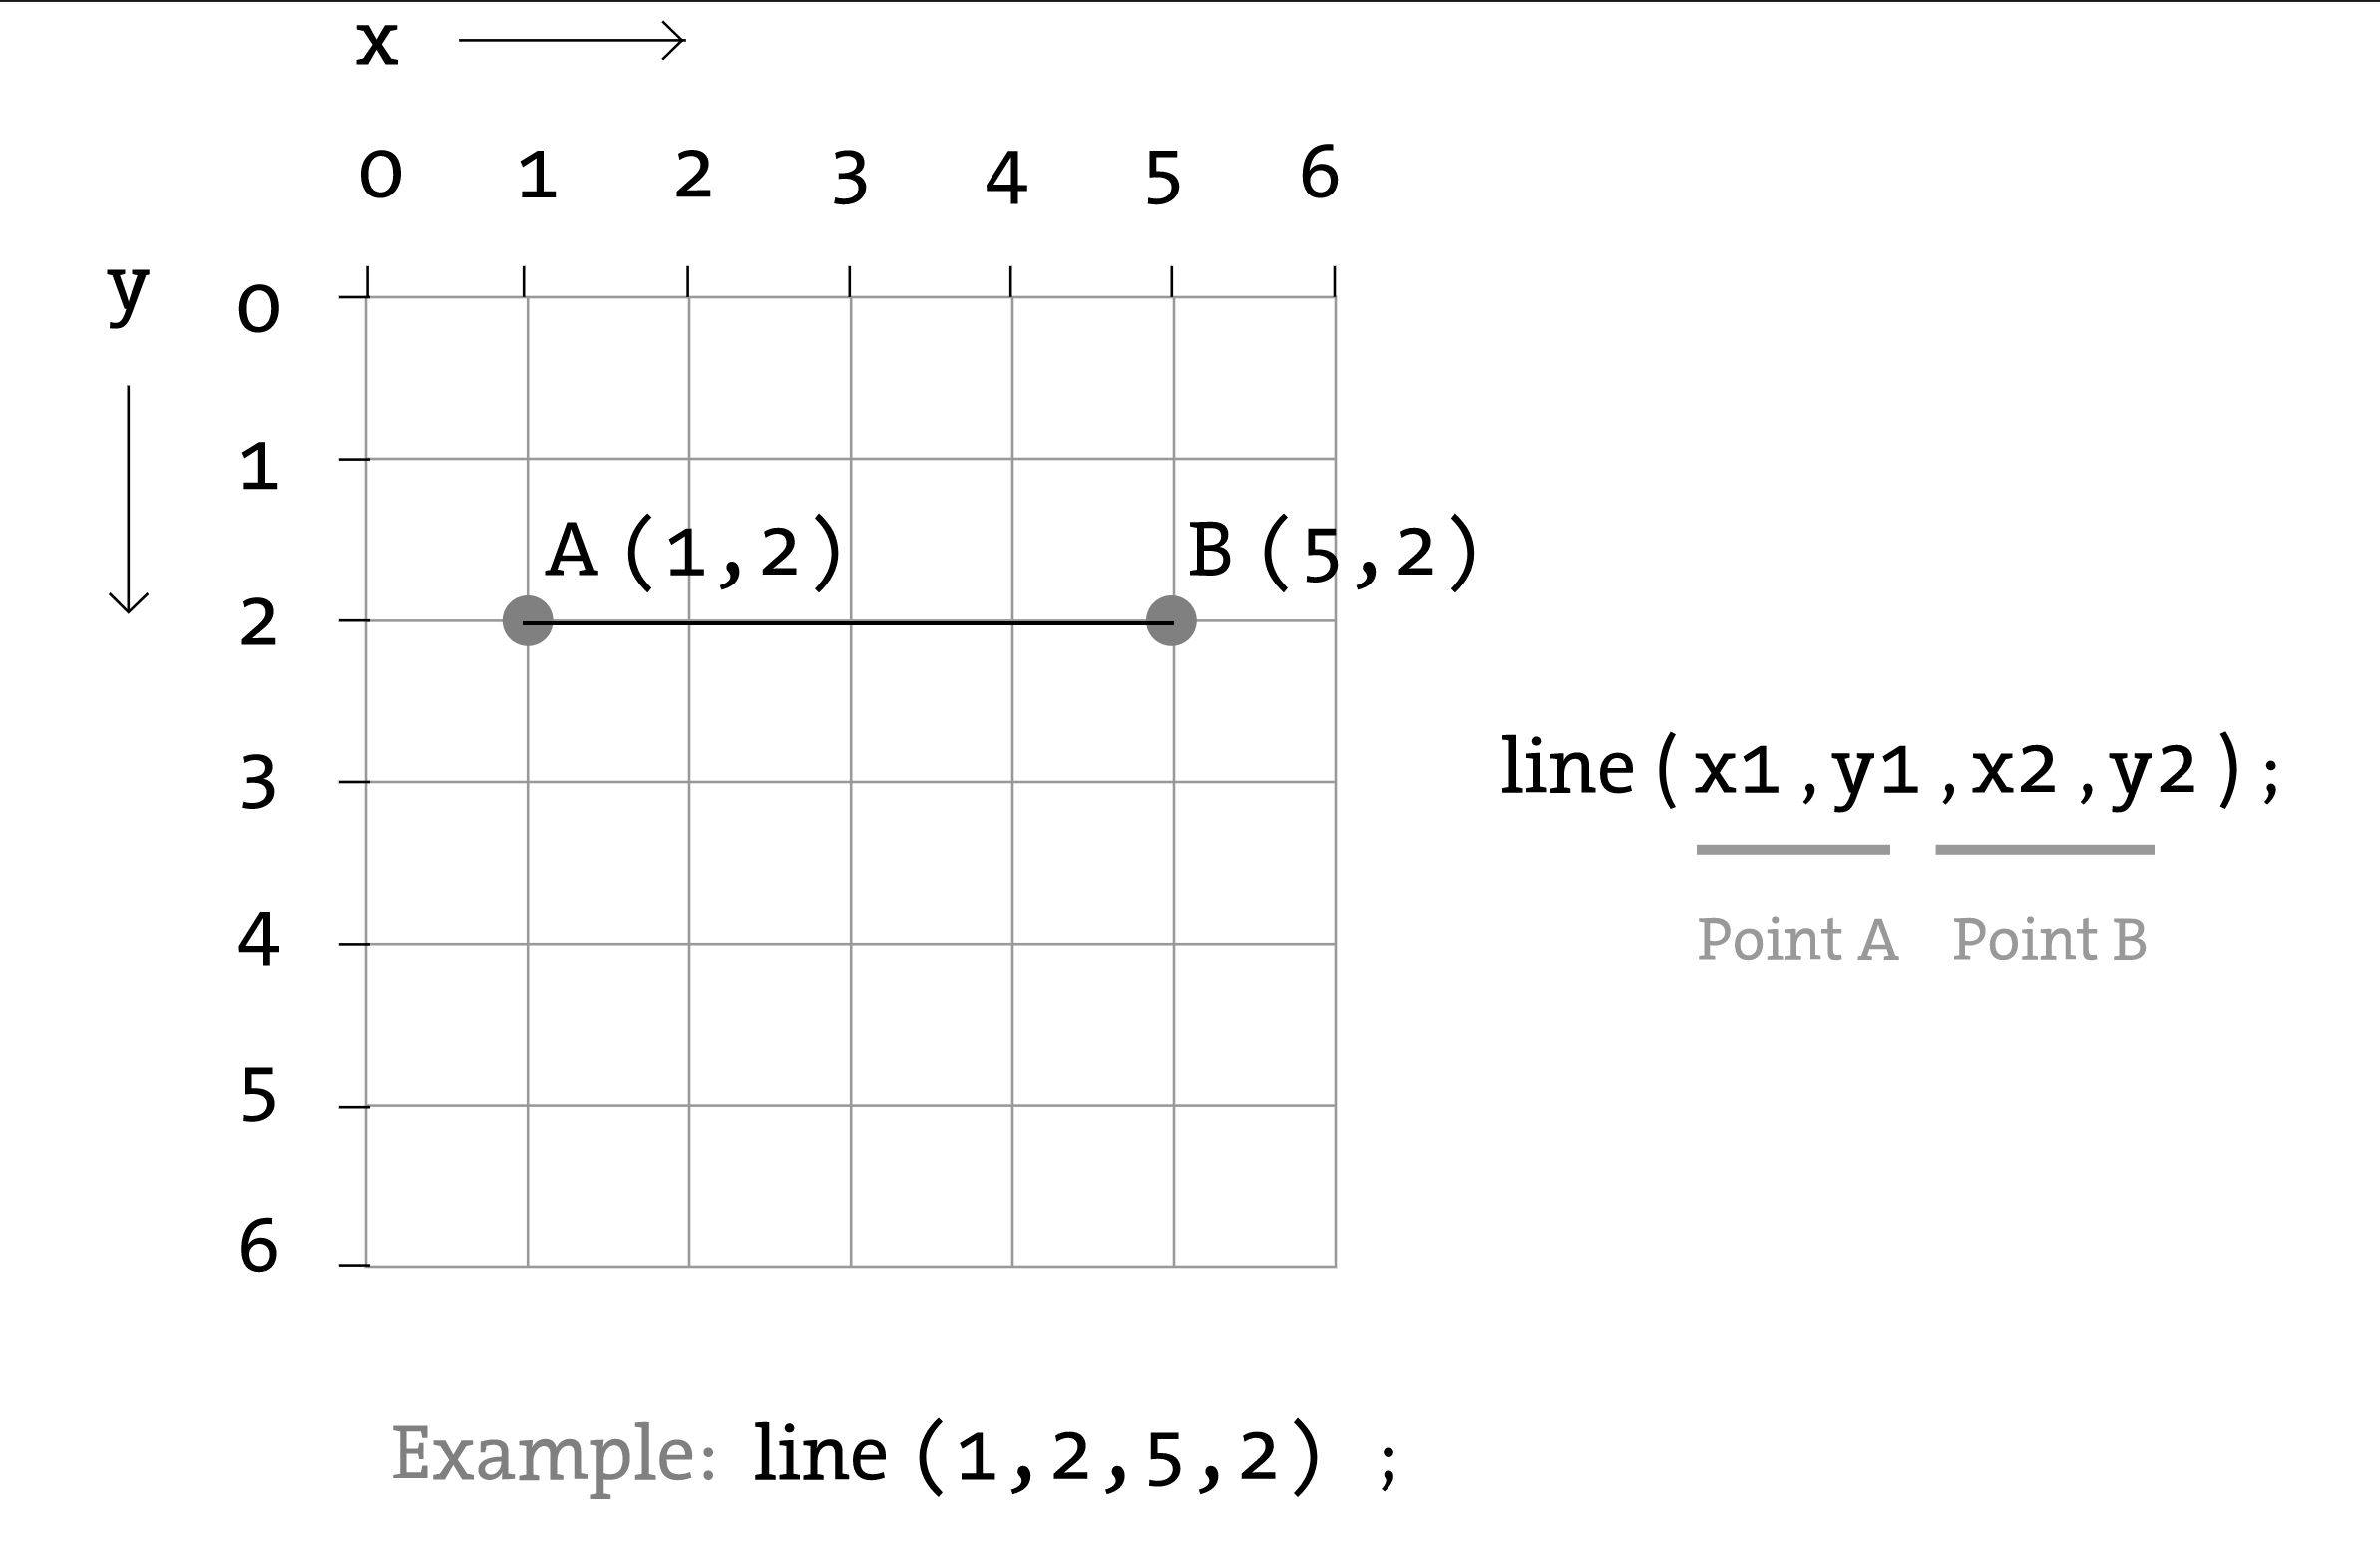 x
0 1 2 3 4 5 6
y
0
1
A (1,2) B (5,2)
2
3
line (x1,y1,x2,y2);
Point A Point B
4
5
6
Example: line (1,2,5,2) ;